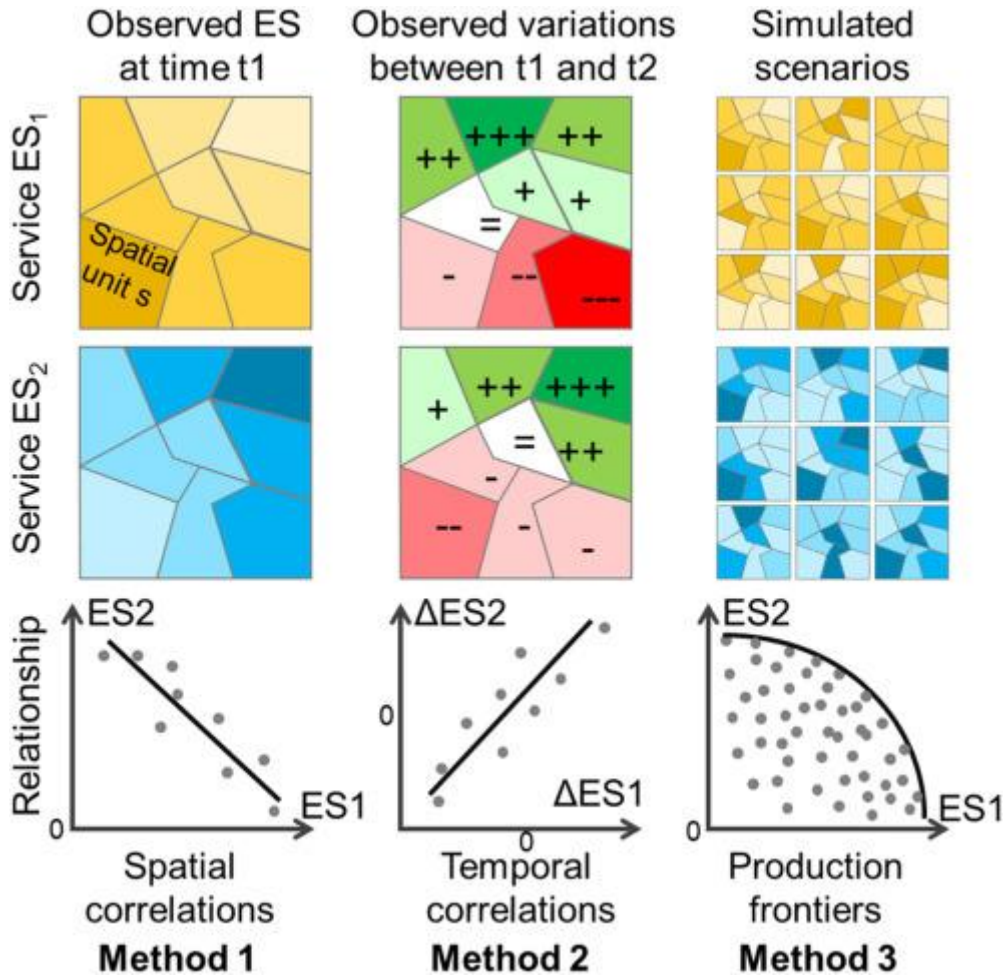 Observed ES
at time t1
Observed variations
between t1 and t2
Simulated
scenarios
Service ES₁
Spatial
unit s
++
+++
++
+
+
=
-
--
---
Service ES₂
+
++
+++
=
++
-
--
-
-
Relationship
ES2
ES1
0
ΔES2
0
ΔES1
0
ES2
ES1
0
Spatial
correlations
Method 1
Temporal
correlations
Method 2
Production
frontiers
Method 3